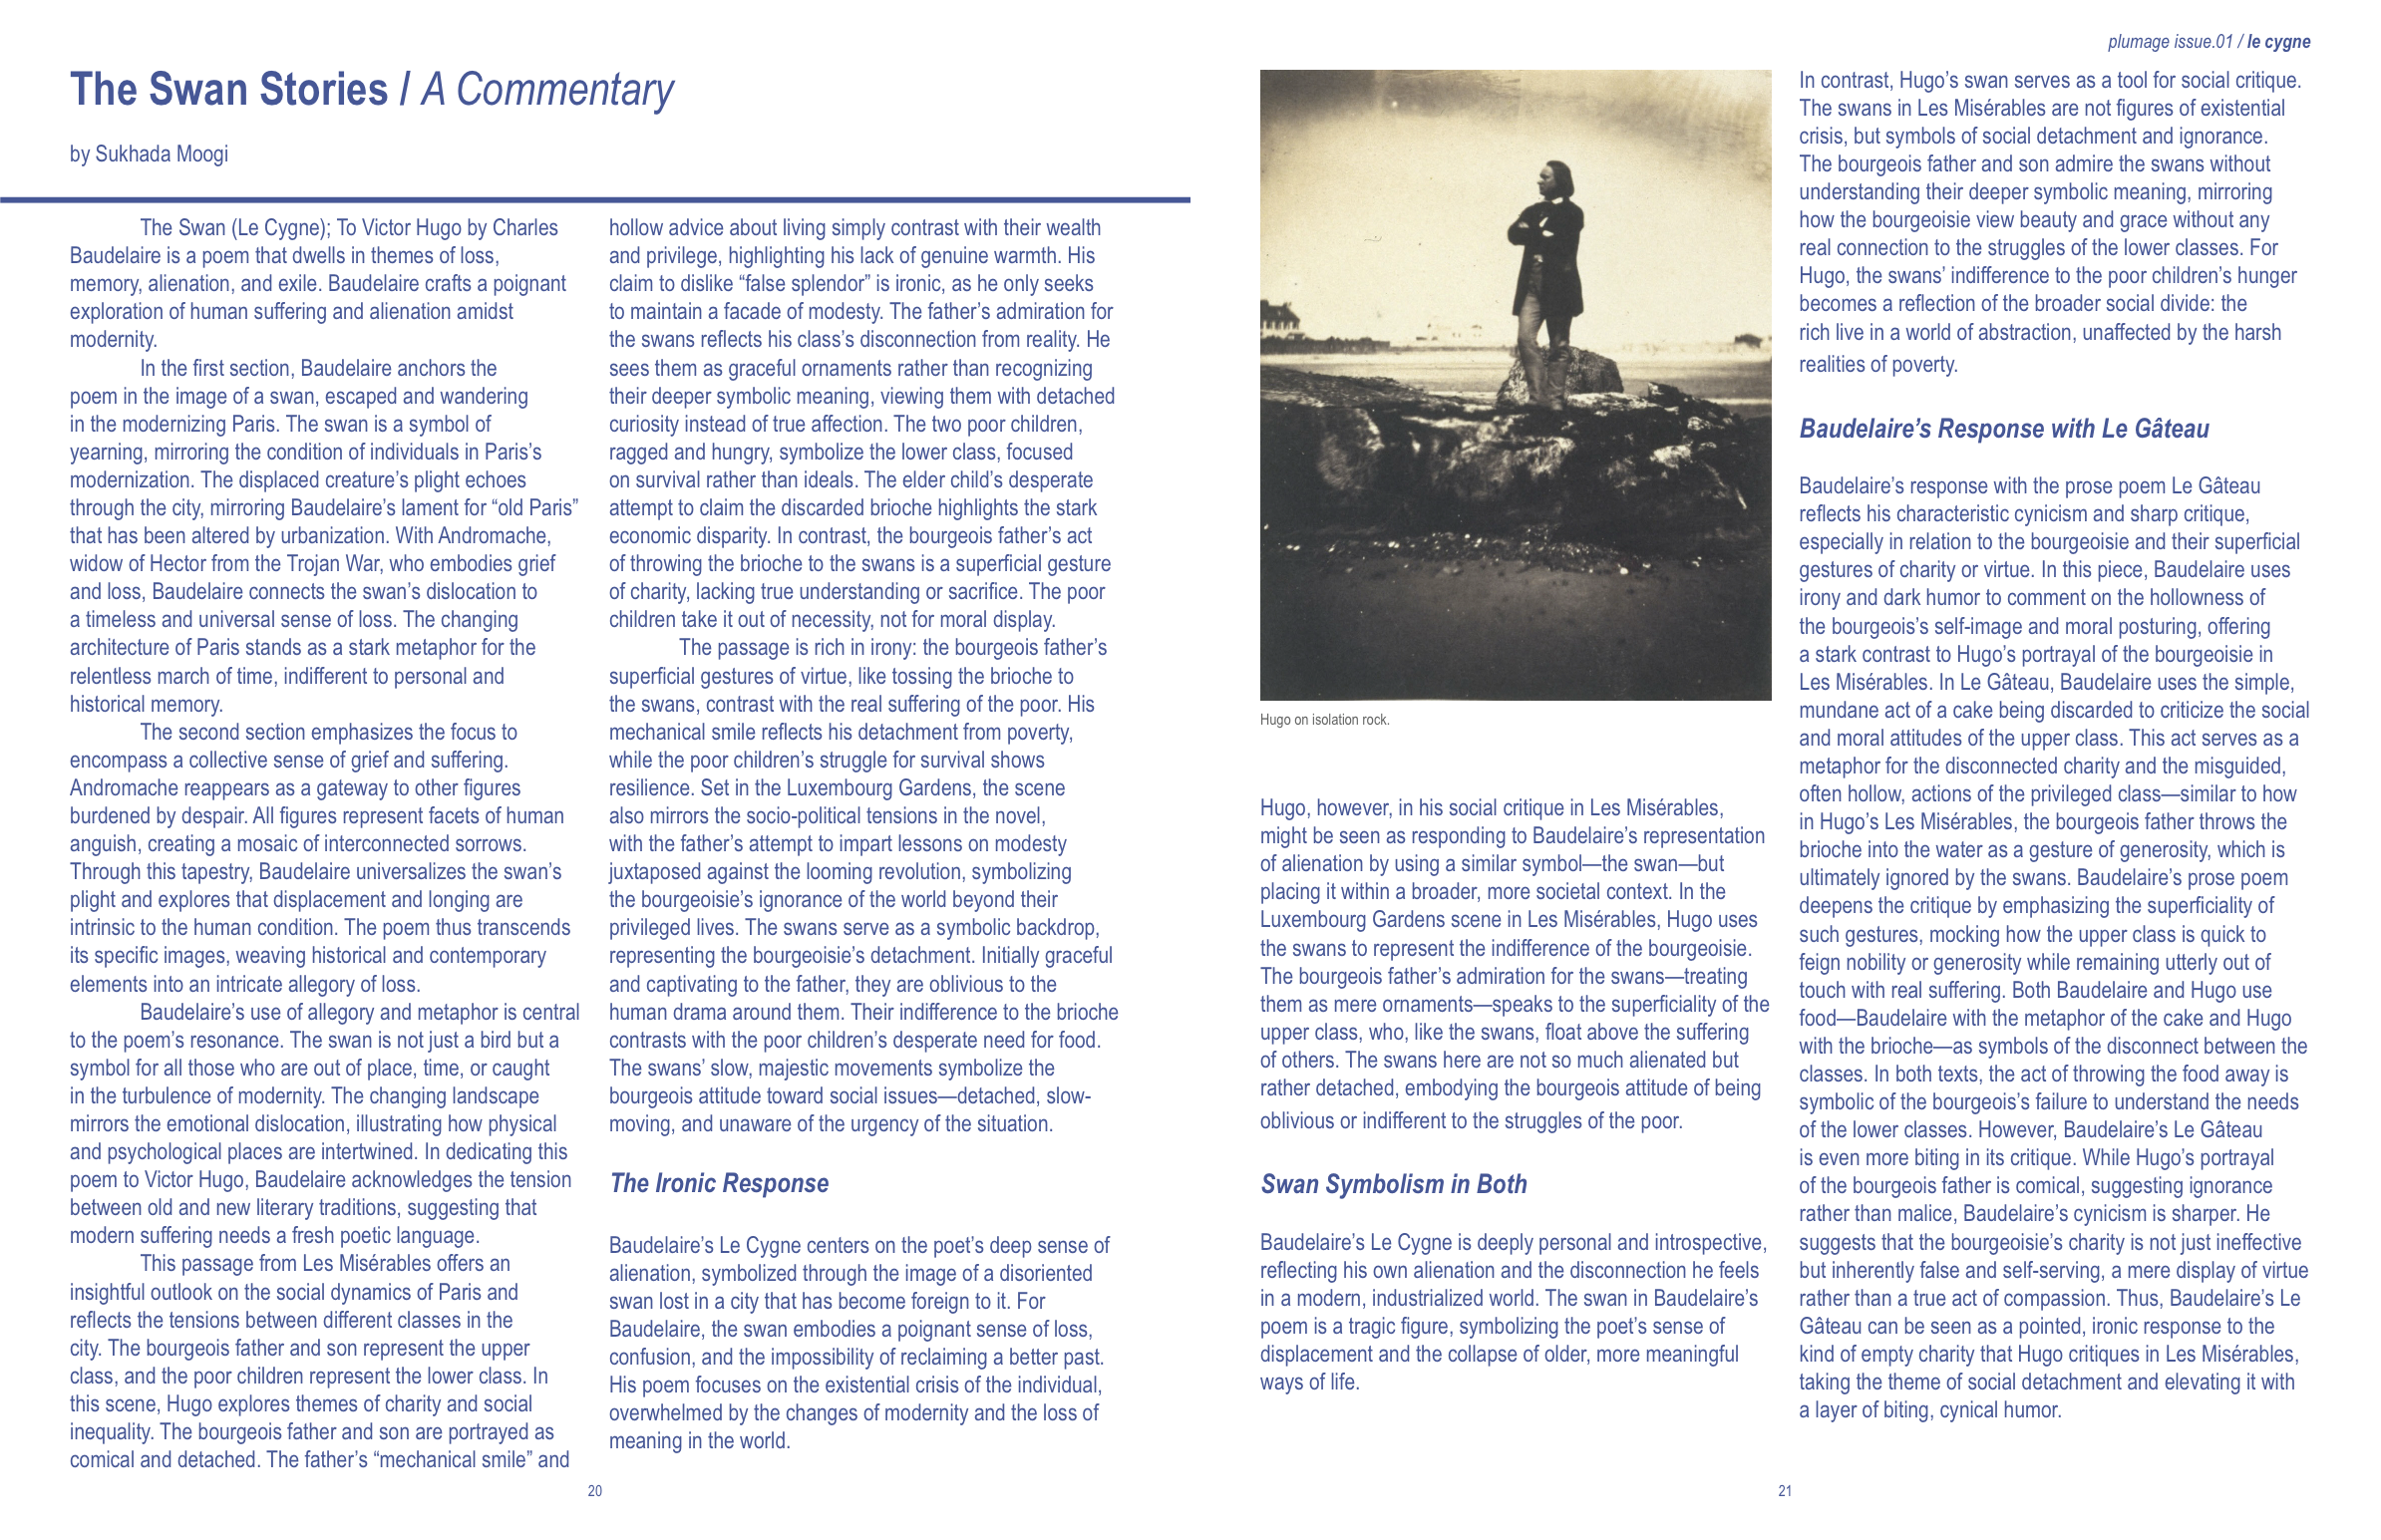 plumage issue.01 / le cygne
The Swan Stories / A Commentary
by Sukhada Moogi
The Swan (Le Cygne); To Victor Hugo by Charles
Baudelaire is a poem that dwells in themes of loss,
memory, alienation, and exile. Baudelaire crafts a poignant
exploration of human suffering and alienation amidst
modernity.
In the first section, Baudelaire anchors the
poem in the image of a swan, escaped and wandering
in the modernizing Paris. The swan is a symbol of
yearning, mirroring the condition of individuals in Paris’s
modernization. The displaced creature’s plight echoes
through the city, mirroring Baudelaire’s lament for “old Paris”
that has been altered by urbanization. With Andromache,
widow of Hector from the Trojan War, who embodies grief
and loss, Baudelaire connects the swan’s dislocation to
a timeless and universal sense of loss. The changing
architecture of Paris stands as a stark metaphor for the
relentless march of time, indifferent to personal and
historical memory.
The second section emphasizes the focus to
encompass a collective sense of grief and suffering.
Andromache reappears as a gateway to other figures
burdened by despair. All figures represent facets of human
anguish, creating a mosaic of interconnected sorrows.
Through this tapestry, Baudelaire universalizes the swan’s
plight and explores that displacement and longing are
intrinsic to the human condition. The poem thus transcends
its specific images, weaving historical and contemporary
elements into an intricate allegory of loss.
Baudelaire’s use of allegory and metaphor is central
to the poem’s resonance. The swan is not just a bird but a
symbol for all those who are out of place, time, or caught
in the turbulence of modernity. The changing landscape
mirrors the emotional dislocation, illustrating how physical
and psychological places are intertwined. In dedicating this
poem to Victor Hugo, Baudelaire acknowledges the tension
between old and new literary traditions, suggesting that
modern suffering needs a fresh poetic language.
This passage from Les Misérables offers an
insightful outlook on the social dynamics of Paris and
reflects the tensions between different classes in the
city. The bourgeois father and son represent the upper
class, and the poor children represent the lower class. In
this scene, Hugo explores themes of charity and social
inequality. The bourgeois father and son are portrayed as
comical and detached. The father’s “mechanical smile” and
hollow advice about living simply contrast with their wealth
and privilege, highlighting his lack of genuine warmth. His
claim to dislike “false splendor” is ironic, as he only seeks
to maintain a facade of modesty. The father’s admiration for
the swans reflects his class’s disconnection from reality. He
sees them as graceful ornaments rather than recognizing
their deeper symbolic meaning, viewing them with detached
curiosity instead of true affection. The two poor children,
ragged and hungry, symbolize the lower class, focused
on survival rather than ideals. The elder child’s desperate
attempt to claim the discarded brioche highlights the stark
economic disparity. In contrast, the bourgeois father’s act
of throwing the brioche to the swans is a superficial gesture
of charity, lacking true understanding or sacrifice. The poor
children take it out of necessity, not for moral display.
The passage is rich in irony: the bourgeois father’s
superficial gestures of virtue, like tossing the brioche to
the swans, contrast with the real suffering of the poor. His
mechanical smile reflects his detachment from poverty,
while the poor children’s struggle for survival shows
resilience. Set in the Luxembourg Gardens, the scene
also mirrors the socio-political tensions in the novel,
with the father’s attempt to impart lessons on modesty
juxtaposed against the looming revolution, symbolizing
the bourgeoisie’s ignorance of the world beyond their
privileged lives. The swans serve as a symbolic backdrop,
representing the bourgeoisie’s detachment. Initially graceful
and captivating to the father, they are oblivious to the
human drama around them. Their indifference to the brioche
contrasts with the poor children’s desperate need for food.
The swans’ slow, majestic movements symbolize the
bourgeois attitude toward social issues—detached, slow-
moving, and unaware of the urgency of the situation.
The Ironic Response
Baudelaire’s Le Cygne centers on the poet’s deep sense of
alienation, symbolized through the image of a disoriented
swan lost in a city that has become foreign to it. For
Baudelaire, the swan embodies a poignant sense of loss,
confusion, and the impossibility of reclaiming a better past.
His poem focuses on the existential crisis of the individual,
overwhelmed by the changes of modernity and the loss of
meaning in the world.
20
Hugo on isolation rock.
Hugo, however, in his social critique in Les Misérables,
might be seen as responding to Baudelaire’s representation
of alienation by using a similar symbol—the swan—but
placing it within a broader, more societal context. In the
Luxembourg Gardens scene in Les Misérables, Hugo uses
the swans to represent the indifference of the bourgeoisie.
The bourgeois father’s admiration for the swans—treating
them as mere ornaments—speaks to the superficiality of the
upper class, who, like the swans, float above the suffering
of others. The swans here are not so much alienated but
rather detached, embodying the bourgeois attitude of being
oblivious or indifferent to the struggles of the poor.
Swan Symbolism in Both
Baudelaire’s Le Cygne is deeply personal and introspective,
reflecting his own alienation and the disconnection he feels
in a modern, industrialized world. The swan in Baudelaire’s
poem is a tragic figure, symbolizing the poet’s sense of
displacement and the collapse of older, more meaningful
ways of life.
In contrast, Hugo’s swan serves as a tool for social critique.
The swans in Les Misérables are not figures of existential
crisis, but symbols of social detachment and ignorance.
The bourgeois father and son admire the swans without
understanding their deeper symbolic meaning, mirroring
how the bourgeoisie view beauty and grace without any
real connection to the struggles of the lower classes. For
Hugo, the swans’ indifference to the poor children’s hunger
becomes a reflection of the broader social divide: the
rich live in a world of abstraction, unaffected by the harsh
realities of poverty.
Baudelaire’s Response with Le Gâteau
Baudelaire’s response with the prose poem Le Gâteau
reflects his characteristic cynicism and sharp critique,
especially in relation to the bourgeoisie and their superficial
gestures of charity or virtue. In this piece, Baudelaire uses
irony and dark humor to comment on the hollowness of
the bourgeois’s self-image and moral posturing, offering
a stark contrast to Hugo’s portrayal of the bourgeoisie in
Les Misérables. In Le Gâteau, Baudelaire uses the simple,
mundane act of a cake being discarded to criticize the social
and moral attitudes of the upper class. This act serves as a
metaphor for the disconnected charity and the misguided,
often hollow, actions of the privileged class—similar to how
in Hugo’s Les Misérables, the bourgeois father throws the
brioche into the water as a gesture of generosity, which is
ultimately ignored by the swans. Baudelaire’s prose poem
deepens the critique by emphasizing the superficiality of
such gestures, mocking how the upper class is quick to
feign nobility or generosity while remaining utterly out of
touch with real suffering. Both Baudelaire and Hugo use
food—Baudelaire with the metaphor of the cake and Hugo
with the brioche—as symbols of the disconnect between the
classes. In both texts, the act of throwing the food away is
symbolic of the bourgeois’s failure to understand the needs
of the lower classes. However, Baudelaire’s Le Gâteau
is even more biting in its critique. While Hugo’s portrayal
of the bourgeois father is comical, suggesting ignorance
rather than malice, Baudelaire’s cynicism is sharper. He
suggests that the bourgeoisie’s charity is not just ineffective
but inherently false and self-serving, a mere display of virtue
rather than a true act of compassion. Thus, Baudelaire’s Le
Gâteau can be seen as a pointed, ironic response to the
kind of empty charity that Hugo critiques in Les Misérables,
taking the theme of social detachment and elevating it with
a layer of biting, cynical humor.
21